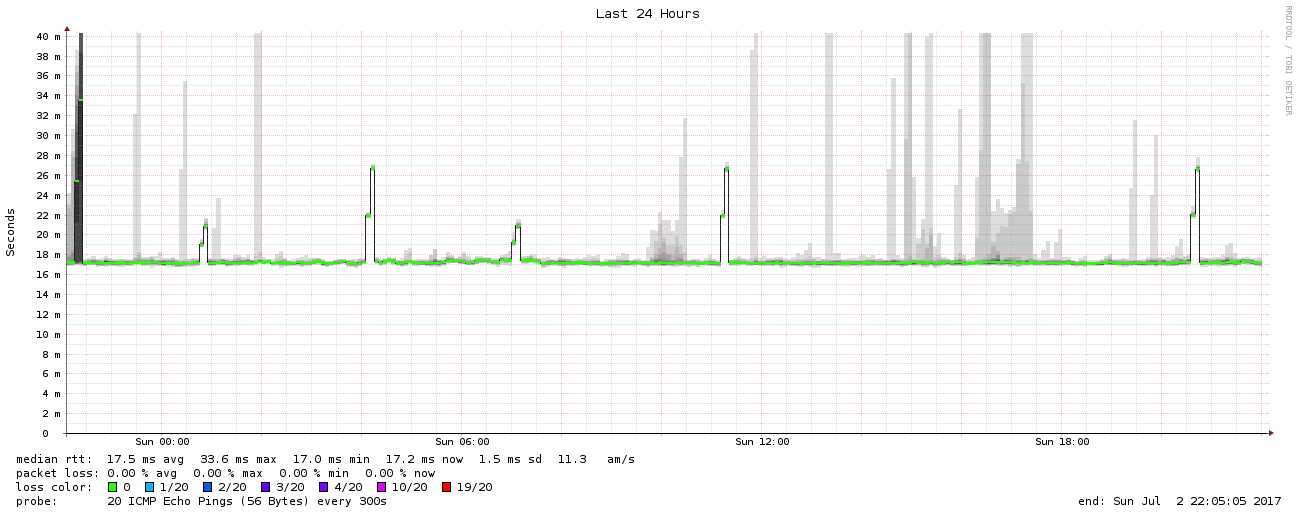 Last 24 Hours
RRDTOOL / TOBI OETIKER
Seconds
40 m
38 m
36 m
34 m
32 m
30 m
28 m
26 m
24 m
22 m
20 m
18 m
16 m
14 m
12 m
10 m
8 m
6 m
4 m
2 m
0
Sun 00:00 Sun 06:00 Sun 12:00 Sun 18:00
median rtt: 17.5 ms avg 33.6 ms max 17.0 ms min 17.2 ms now 1.5 ms sd 11.3 am/s
packet loss: 0.00 % avg 0.00 % max 0.00 % min 0.00 % now
loss color: 0 1/20 2/20 3/20 4/20 10/20 19/20
probe: 20 ICMP Echo Pings (56 Bytes) every 300s end: Sun Jul 2 22:05:05 2017